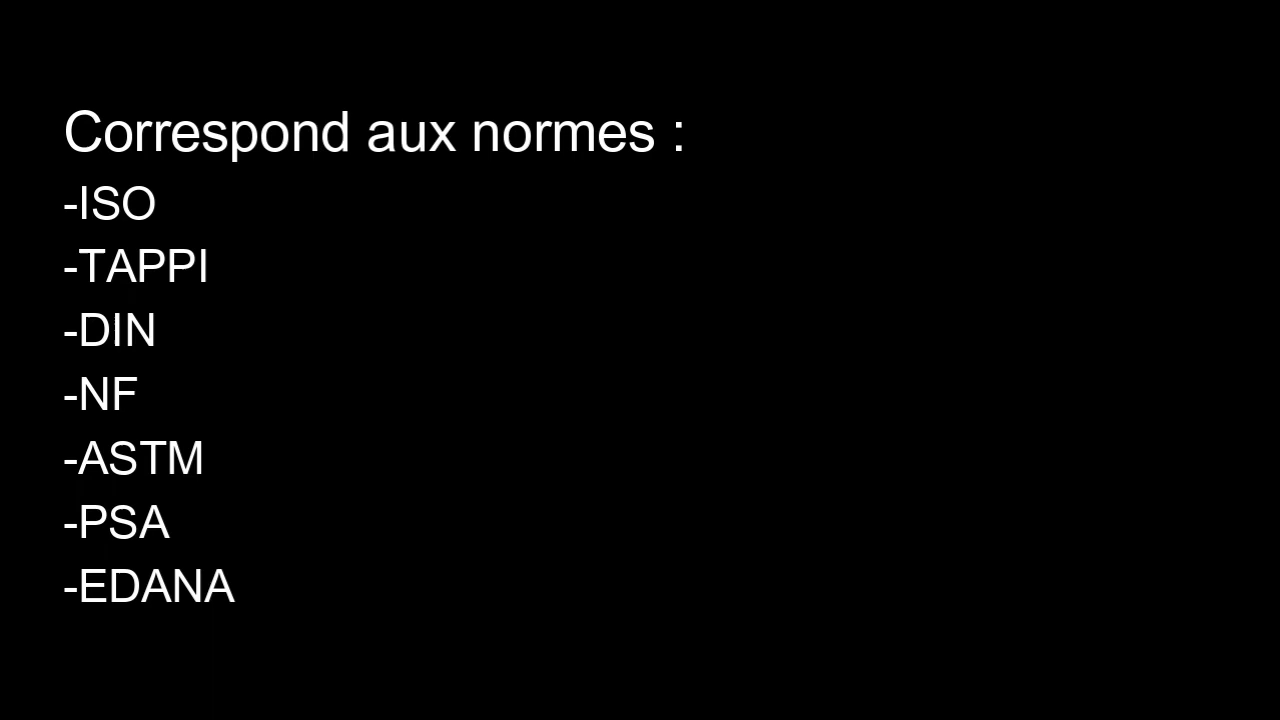 Correspond aux normes :
-ISO
-TAPPI
-DIN
-NF
-ASTM
-PSA
-EDANA